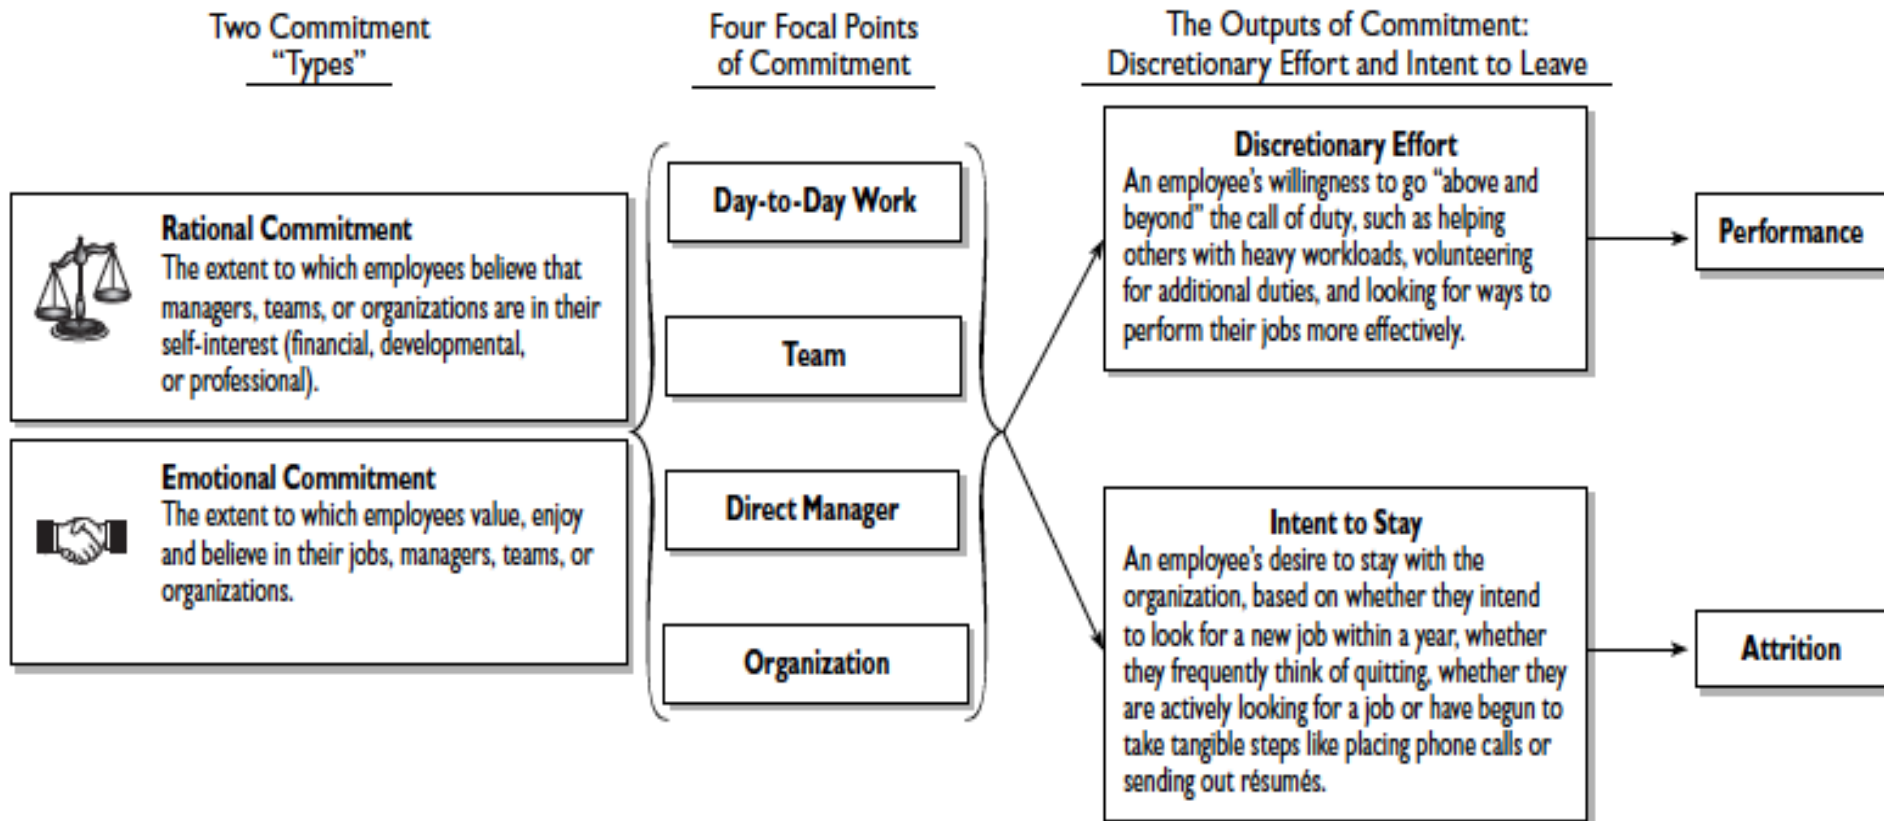 Two Commitment
“Types”
Four Focal Points
of Commitment
The Outputs of Commitment:
Discretionary Effort and Intent to Leave
Rational Commitment
The extent to which employees believe that
managers, teams, or organizations are in their
self-interest (financial, developmental,
or professional).
Emotional Commitment
The extent to which employees value, enjoy
and believe in their jobs, managers, teams, or
organizations.
Day-to-Day Work
Team
Direct Manager
Organization
Discretionary Effort
An employee’s willingness to go “above and
beyond” the call of duty, such as helping
others with heavy workloads, volunteering
for additional duties, and looking for ways to
perform their jobs more effectively.
Performance
Intent to Stay
An employee’s desire to stay with the
organization, based on whether they intend
to look for a new job within a year, whether
they frequently think of quitting, whether they
are actively looking for a job or have begun to
take tangible steps like placing phone calls or
sending out résumés.
Attrition